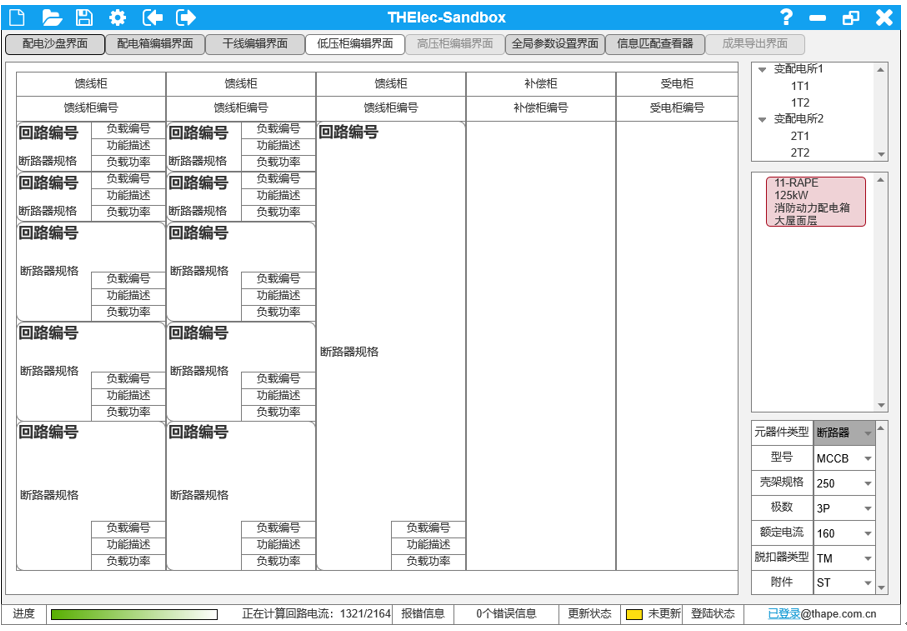 THElec-Sandbox
配电沙盘界面 配电箱编辑界面 干线编辑界面 低压柜编辑界面 高压柜编辑界面 全局参数设置界面 信息匹配查看器 成果导出界面
馈线柜 馈线柜 馈线柜 补偿柜 受电柜
馈线柜编号 馈线柜编号 馈线柜编号 补偿柜编号 受电柜编号
回路编号 负载编号 回路编号 负载编号 回路编号
功能描述 功能描述
断路器规格 负载功率 断路器规格 负载功率
回路编号 负载编号 回路编号 负载编号
功能描述 功能描述
断路器规格 负载功率 断路器规格 负载功率
回路编号 回路编号
断路器规格 断路器规格
负载编号 负载编号
功能描述 功能描述
负载功率 负载功率
回路编号 回路编号
断路器规格
断路器规格 断路器规格
负载编号 负载编号
功能描述 功能描述
负载功率 负载功率
回路编号 回路编号
断路器规格 断路器规格
负载编号 负载编号 负载编号
功能描述 功能描述 功能描述
负载功率 负载功率 负载功率
变配电所1
1T1
1T2
变配电所2
2T1
2T2
11-RAPE
125kW
消防动力配电箱
大屋面层
元器件类型 断路器
型号 MCCB
壳架规格 250
极数 3P
额定电流 160
脱扣器类型 TM
附件 ST
进度 正在计算回路电流：1321/2164 报错信息 0个错误信息 更新状态 未更新 登陆状态 已登录@thape.com.cn